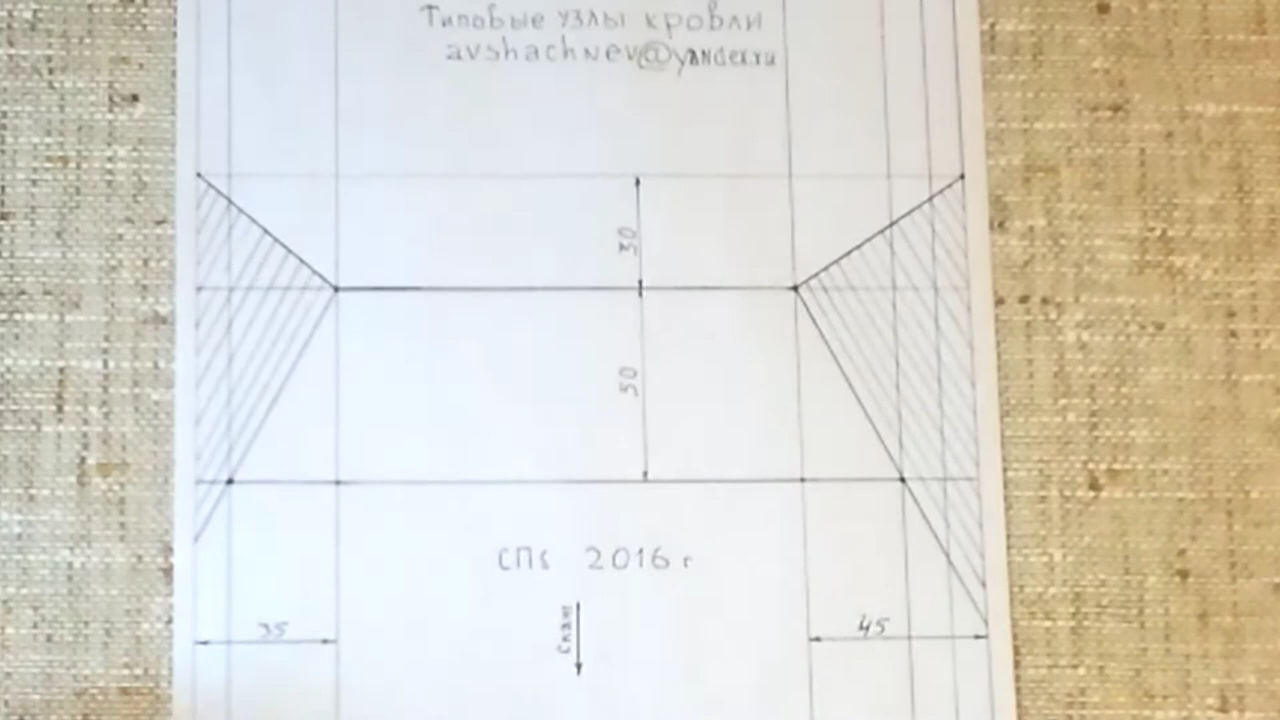 Типовые узлы кровли
avshachnev@yandex.ru
30
50
СПб 2016 г
Скат
35
45